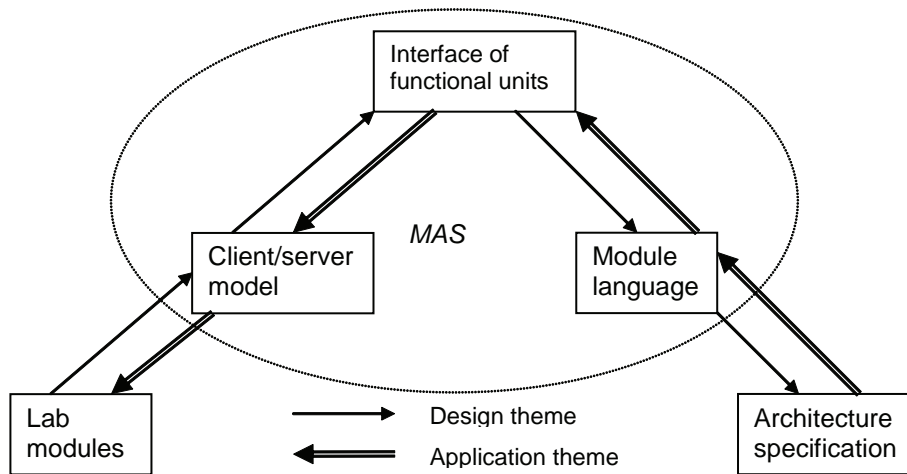 Interface of
functional units
MAS
Client/server
model
Module
language
Lab
modules
Design theme
Application theme
Architecture
specification